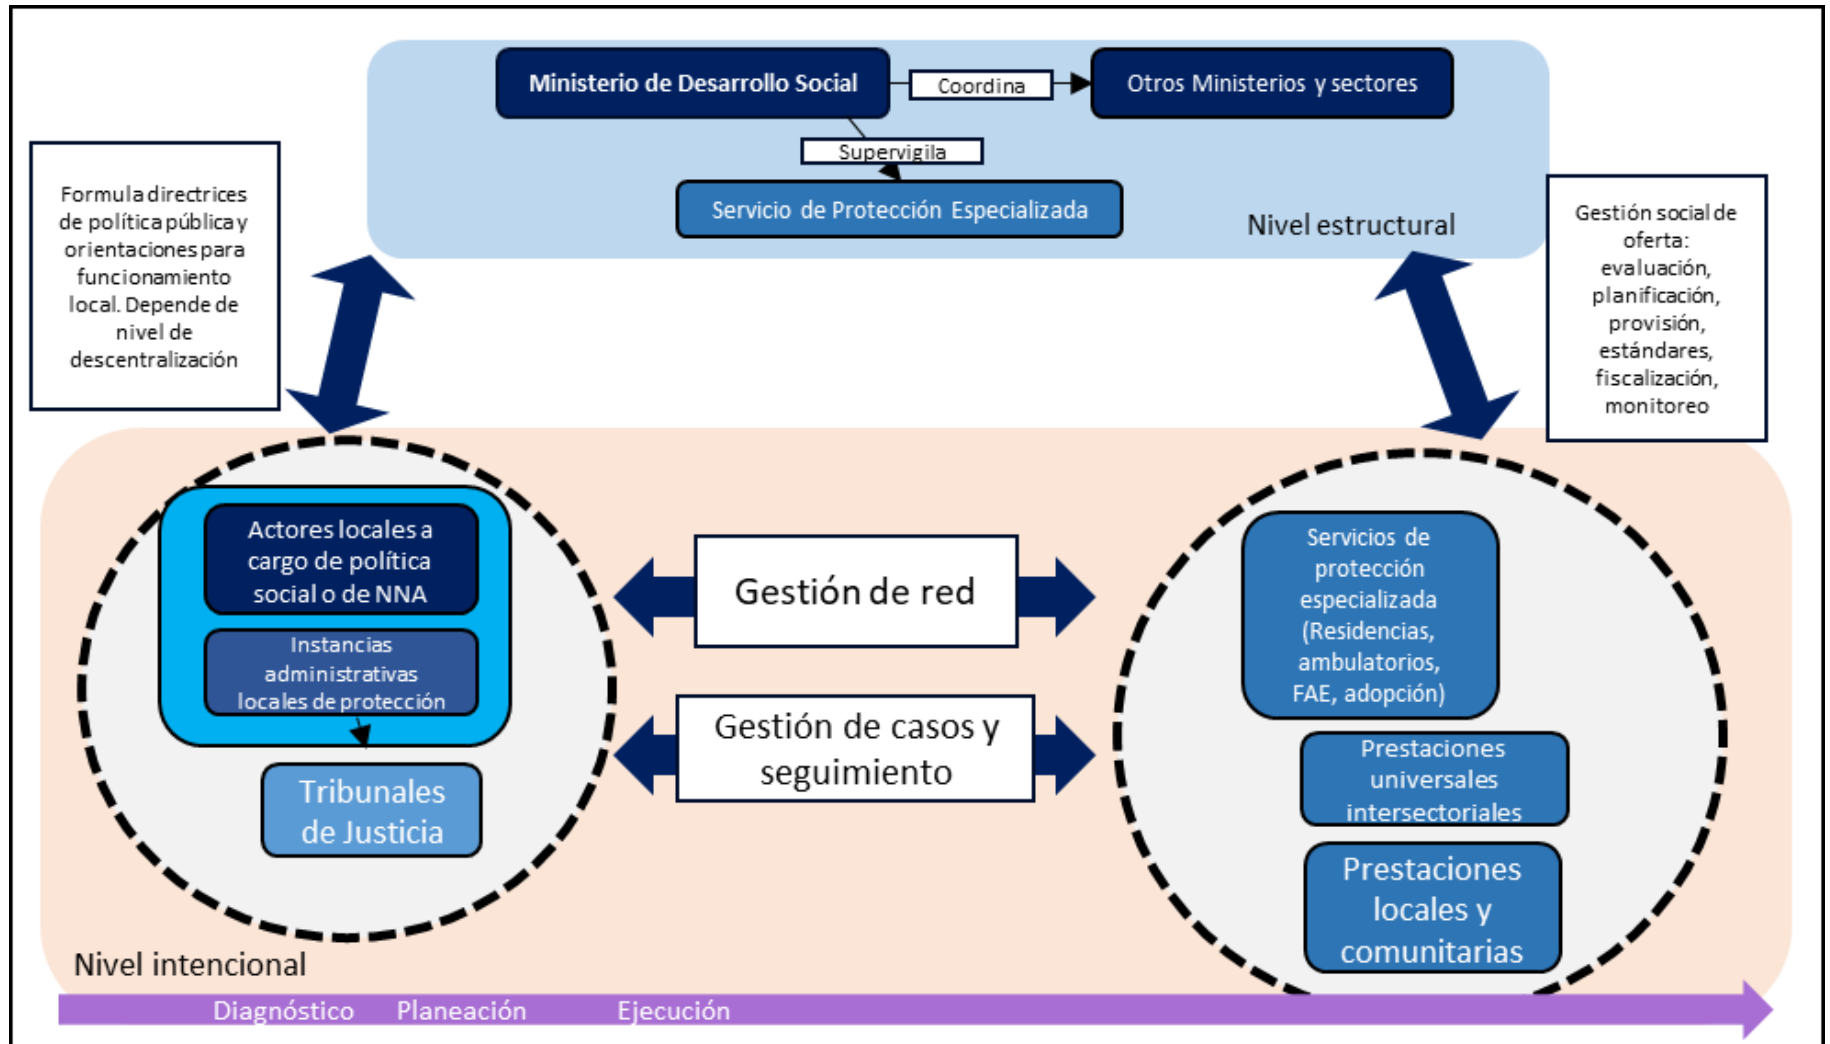 Ministerio de Desarrollo Social
Coordina
Otros Ministerios y sectores
Supervigila
Servicio de Protección Especializada
Nivel estructural
Formula directrices
de política pública y
orientaciones para
funcionamiento
local. Depende de
nivel de
descentralización
Gestión social de
oferta:
evaluación,
planificación,
provisión,
estándares,
fiscalización,
monitoreo
Actores locales a
cargo de política
social o de NNA
Instancias
administrativas
locales de protección
Tribunales
de Justicia
Gestión de red
Gestión de casos y
seguimiento
Servicios de
protección
especializada
(Residencias,
ambulatorios,
FAE, adopción)
Prestaciones
universales
intersectoriales
Prestaciones
locales y
comunitarias
Nivel intencional
Diagnóstico Planeación Ejecución